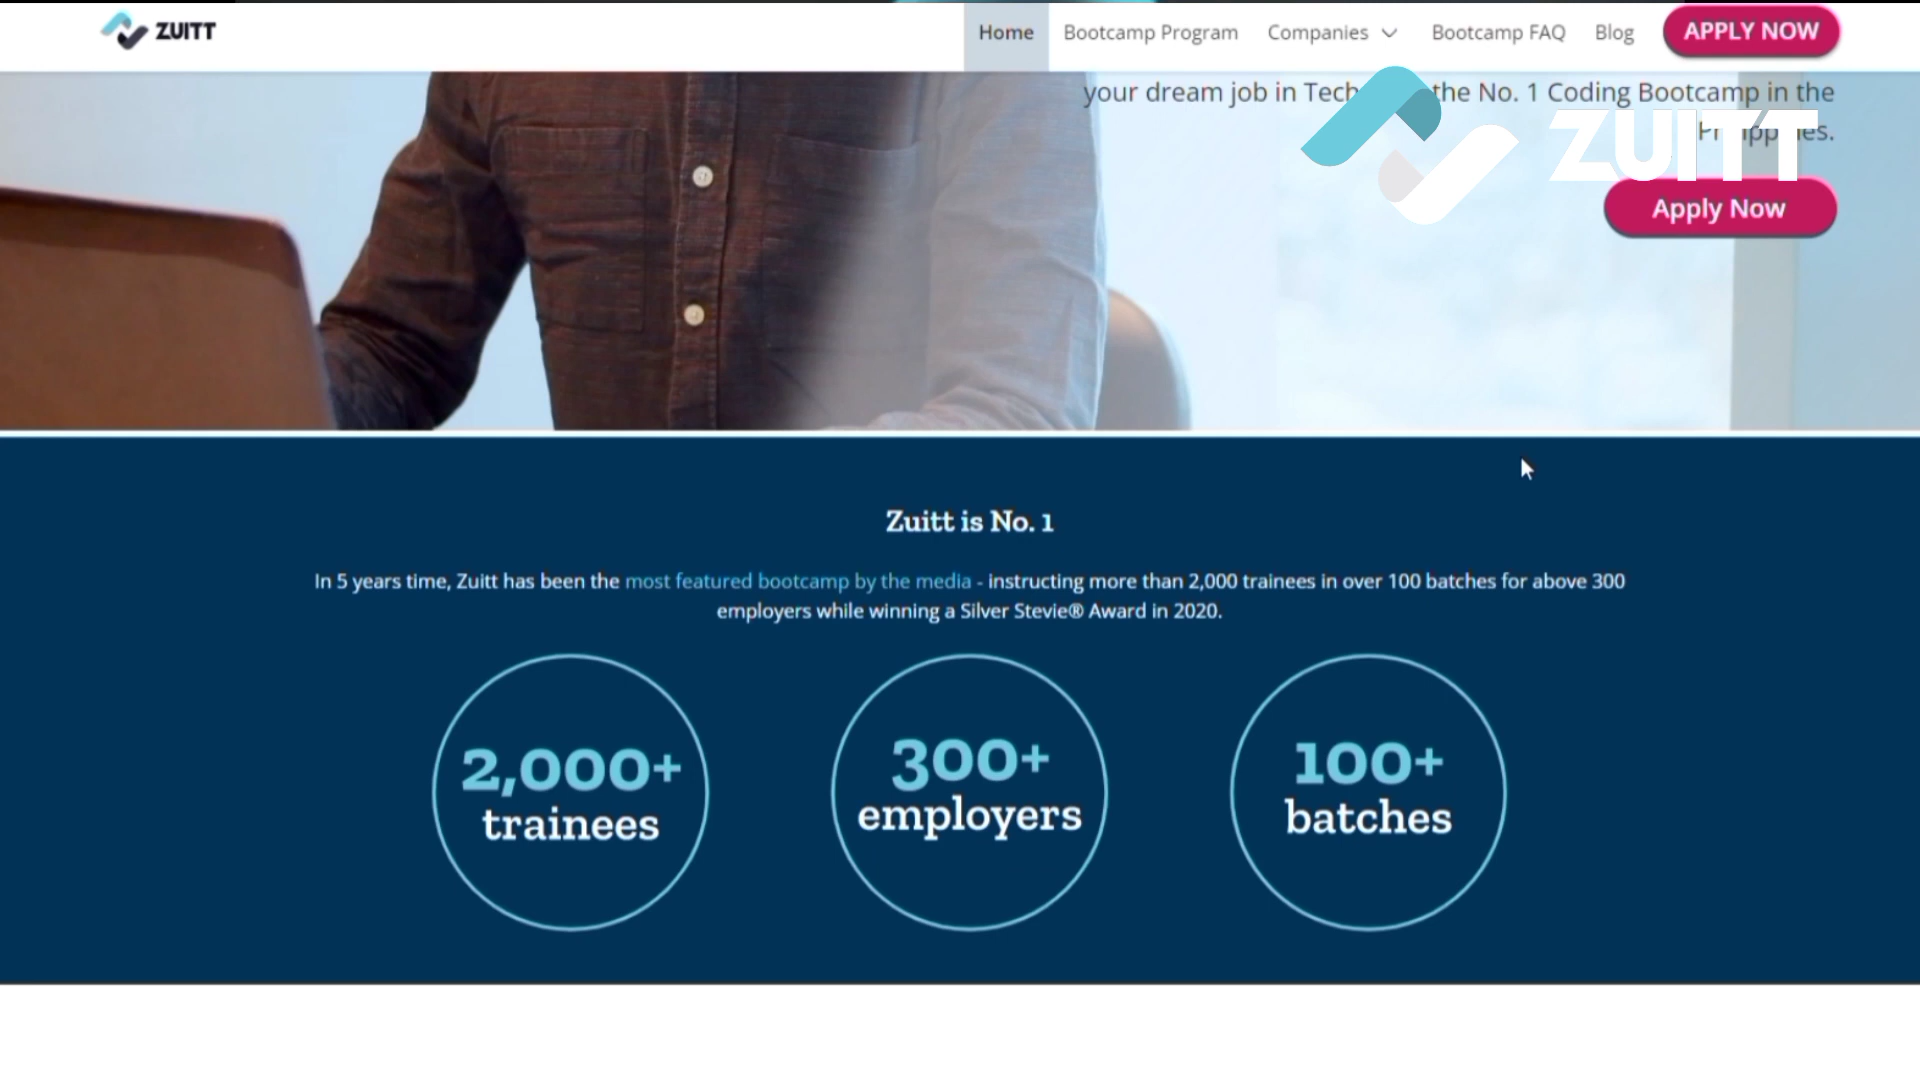 ZUITT
Home
Bootcamp Program
Companies
Bootcamp FAQ
Blog
APPLY NOW
your dream job in Tech the No. 1 Coding Bootcamp in the
ZUITT
Apply Now
Zuitt is No. 1
In 5 years time, Zuitt has been the most featured bootcamp by the media - instructing more than 2,000 trainees in over 100 batches for above 300
employers while winning a Silver Stevie® Award in 2020.
2,000+
trainees
300+
employers
100+
batches